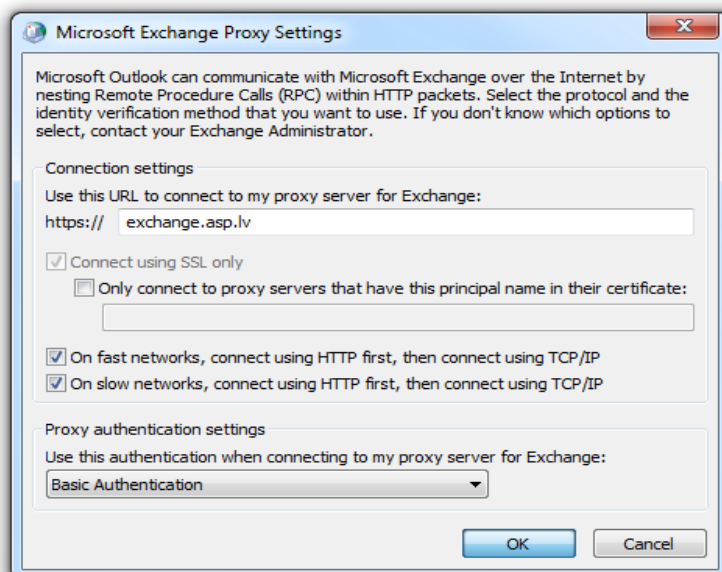 Microsoft Exchange Proxy Settings
Microsoft Outlook can communicate with Microsoft Exchange over the Internet by
nesting Remote Procedure Calls (RPC) within HTTP packets. Select the protocol and the
identity verification method that you want to use. If you don't know which options to
select, contact your Exchange Administrator.
Connection settings
Use this URL to connect to my proxy server for Exchange:
https:// exchange.asp.lv
Connect using SSL only
Only connect to proxy servers that have this principal name in their certificate:
On fast networks, connect using HTTP first, then connect using TCP/IP
On slow networks, connect using HTTP first, then connect using TCP/IP
Proxy authentication settings
Use this authentication when connecting to my proxy server for Exchange:
Basic Authentication
OK Cancel